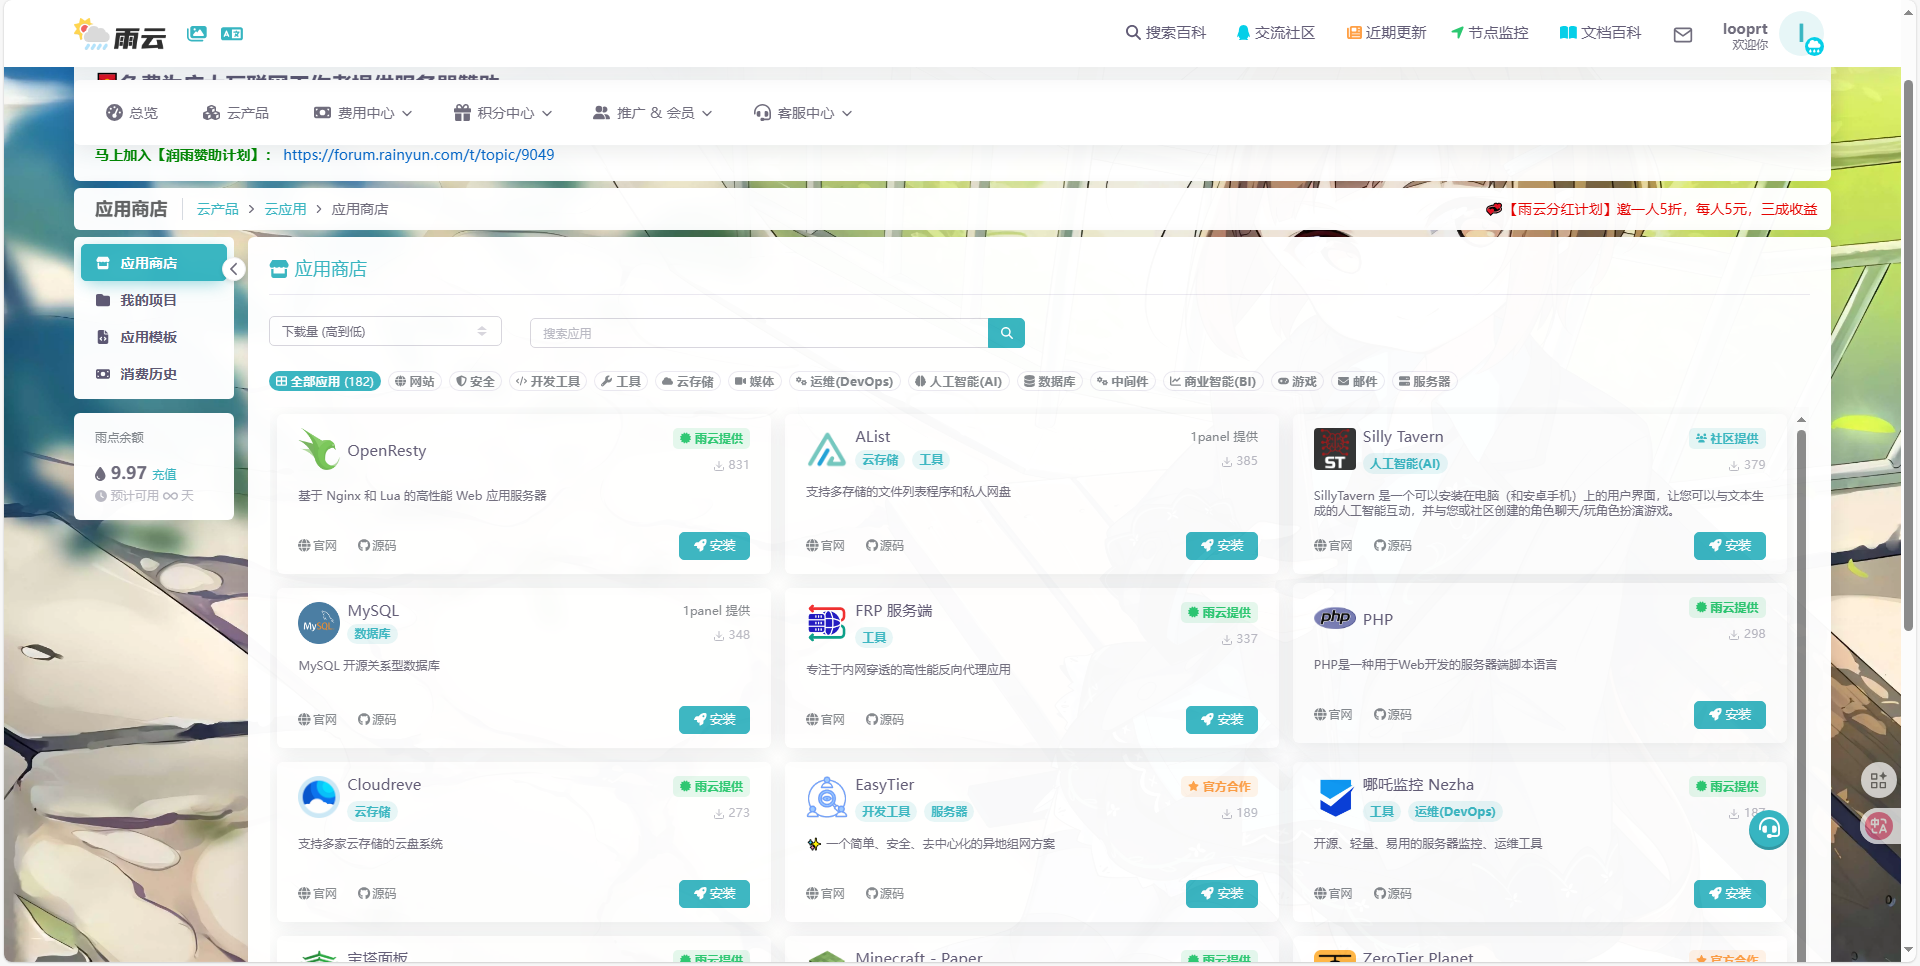 雨云
搜索百科
交流社区
近期更新
节点监控
文档百科
looprt
欢迎你
总览
云产品
费用中心
积分中心
推广 & 会员
客服中心
马上加入【润雨赞助计划】： https://forum.rainyun.com/t/topic/9049
应用商店
云产品 > 云应用 > 应用商店
【雨云分红计划】邀一人5折，每人5元，三成收益
应用商店
我的项目
应用模板
消费历史
雨点余额
9.97 充值
预计可用 ∞ 天
应用商店
下载量 (高到低)
搜索应用
全部应用 (182)
网站
安全
开发工具
工具
云存储
媒体
运维(DevOps)
人工智能(AI)
数据库
中间件
商业智能(BI)
游戏
邮件
服务器
OpenResty
雨云提供
831
基于 Nginx 和 Lua 的高性能 Web 应用服务器
官网
源码
安装
AList
云存储
工具
1panel 提供
385
支持多存储的文件列表程序和私人网盘
官网
源码
安装
ST
Silly Tavern
人工智能(AI)
社区提供
379
SillyTavern 是一个可以安装在电脑（和安卓手机）上的用户界面，让您可以与文本生
成的人工智能互动，并与您或社区创建的角色聊天/玩角色扮演游戏。
官网
源码
安装
MySQL
MySQL
数据库
1panel 提供
348
MySQL 开源关系型数据库
官网
源码
安装
FRP 服务端
工具
雨云提供
337
专注于内网穿透的高性能反向代理应用
官网
源码
安装
php
PHP
雨云提供
298
PHP是一种用于Web开发的服务器端脚本语言
官网
源码
安装
Cloudreve
云存储
雨云提供
273
支持多家云存储的云盘系统
官网
源码
安装
EasyTier
开发工具
服务器
官方合作
189
一个简单、安全、去中心化的异地组网方案
官网
源码
安装
哪吒监控 Nezha
工具
运维(DevOps)
雨云提供
开源、轻量、易用的服务器监控、运维工具
官网
源码
安装
宝塔面板
雨云提供
Minecraft - Paper
雨云提供
ZeroTier Planet
官方合作